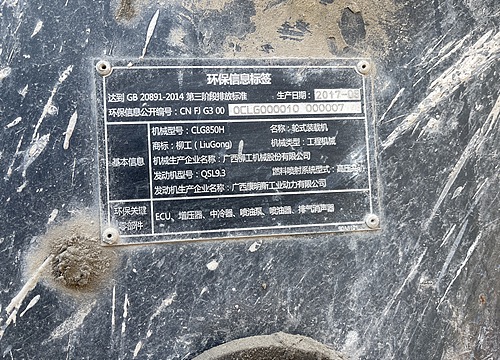 环保信息标签
达到 GB 20891-2014 第三阶段排放标准 生产日期: 2017-05
环保信息公开编号: CN FJ G3 00 0CLG000010 000007
机械型号: CLG850H 名称: 轮式装载机
商标: 柳工 ( LiuGong) 机械类型: 工程机械
基本信息 机械生产企业名称: 广西柳工机械股份有限公司
发动机型号: QSL9.3 燃料喷射系统型式: 高压
发动机生产企业名称: 广西康明斯工业动力有限公司
环保关键 ECU、增压器、中冷器、喷油泵、喷油器、排气消声器
零部件